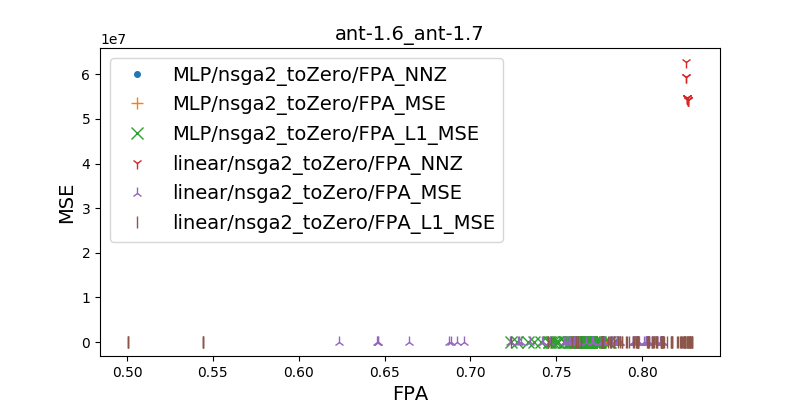 ant-1.6_ant-1.7
1e7
6
5
4
3
2
1
0
MSE
MLP/nsga2_toZero/FPA_NNZ
MLP/nsga2_toZero/FPA_MSE
MLP/nsga2_toZero/FPA_L1_MSE
linear/nsga2_toZero/FPA_NNZ
linear/nsga2_toZero/FPA_MSE
linear/nsga2_toZero/FPA_L1_MSE
0.50 0.55 0.60 0.65 0.70 0.75 0.80
FPA